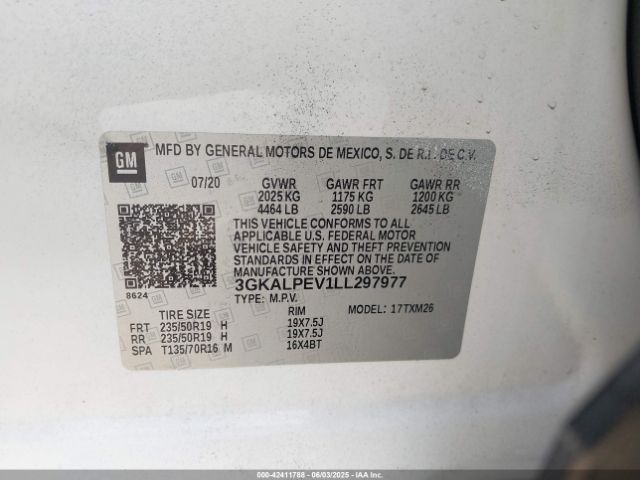 GM
MFD BY GENERAL MOTORS DE MEXICO, S. DE R.L. DE C.V.
07/20 GVWR GAWR FRT GAWR RR
2025 KG 1175 KG 1200 KG
4464 LB 2590 LB 2645 LB
THIS VEHICLE CONFORMS TO ALL
APPLICABLE U.S. FEDERAL MOTOR
VEHICLE SAFETY AND THEFT PREVENTION
STANDARDS IN EFFECT ON THE DATE OF
MANUFACTURE SHOWN ABOVE.
8624
3GKALPEV1LL297977
TYPE: M.P.V. MODEL: 17TXM26
TIRE SIZE RIM
FRT 235/50R19 H 19X7.5J
RR 235/50R19 H 19X7.5J
SPA T135/70R16 M 16X4BT
000-42411788 - 06/03/2025 - IAAI.com